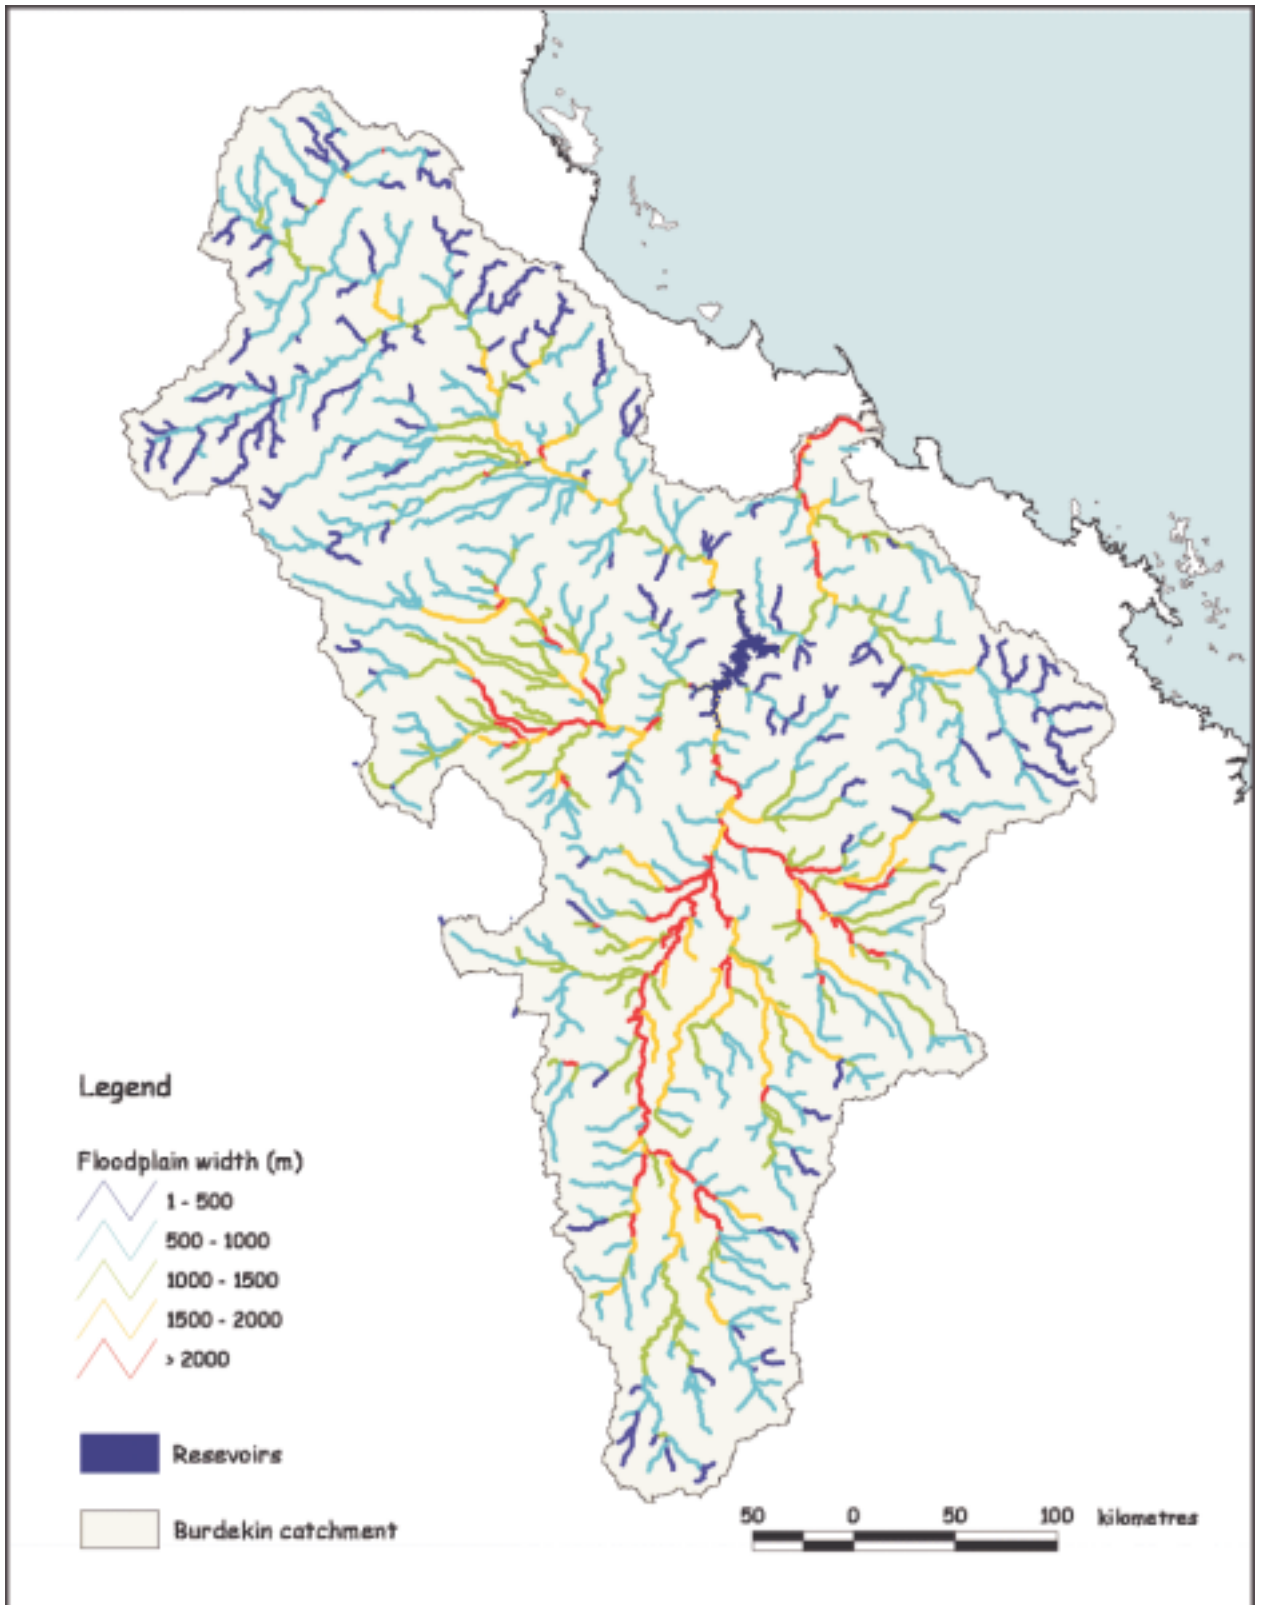 Legend
Floodplain width (m)
1 - 500
500 - 1000
1000 - 1500
1500 - 2000
> 2000
Resevoirs
Burdekin catchment
50 0 50 100 kilometres